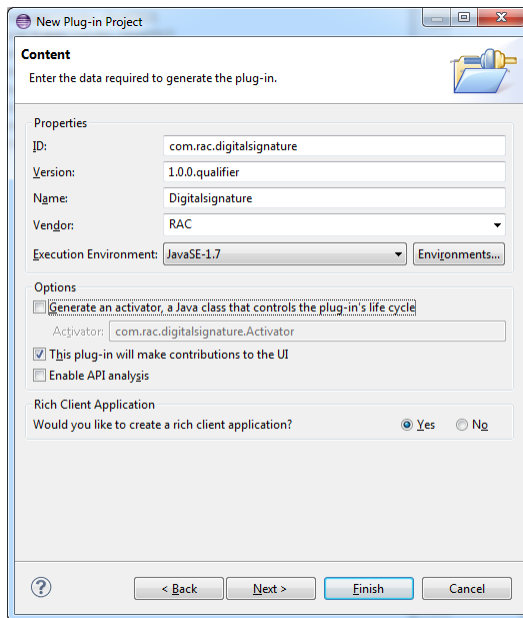 New Plug-in Project
Content
Enter the data required to generate the plug-in.
Properties
ID: com.rac.digitalsignature
Version: 1.0.0.qualifier
Name: Digitalsignature
Vendor: RAC
Execution Environment: JavaSE-1.7 Environments...
Options
Generate an activator, a Java class that controls the plug-in's life cycle
Activator: com.rac.digitalsignature.Activator
This plug-in will make contributions to the UI
Enable API analysis
Rich Client Application
Would you like to create a rich client application? Yes No
? < Back Next > Finish Cancel